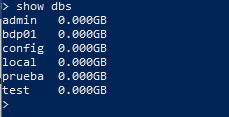 > show dbs
admin   0.000GB
bdp01   0.000GB
config  0.000GB
local   0.000GB
prueba  0.000GB
test    0.000GB
>